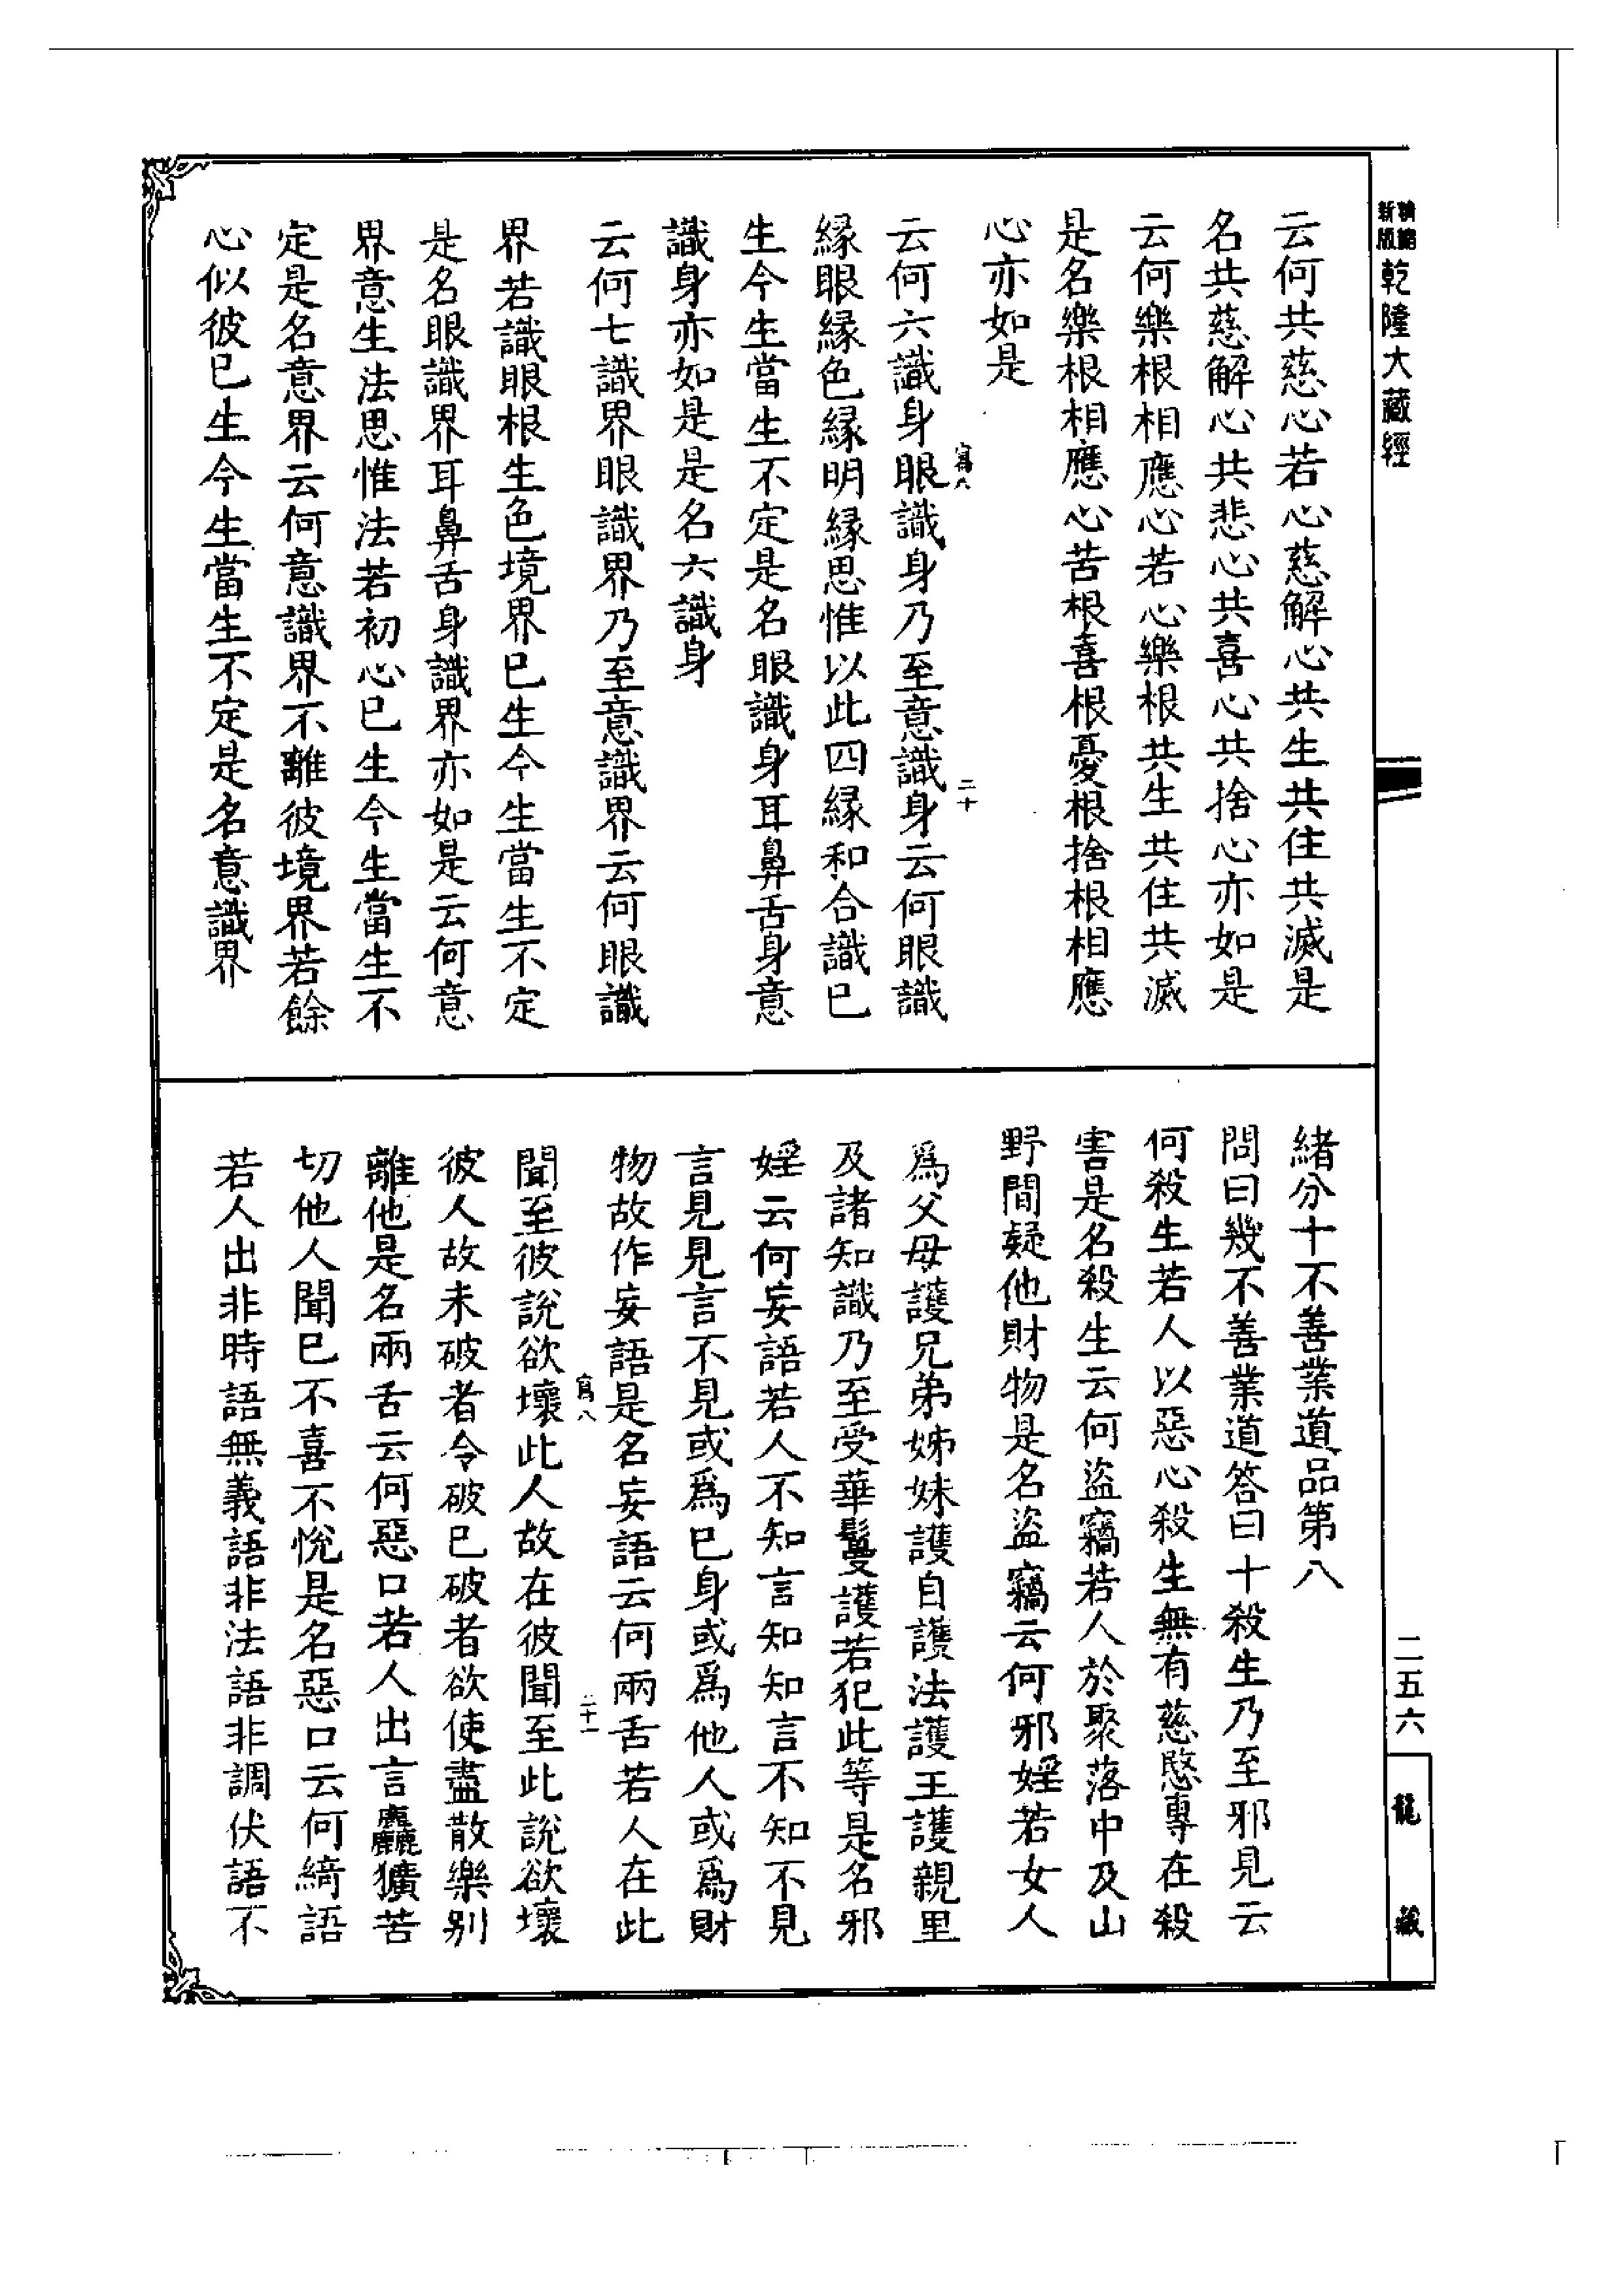 新版 精縮 乾隆大藏經
云何共慈心若心慈解心共生共住共滅是
名共慈解心共悲心共喜心共捨心亦如是
云何樂根相應心若心樂根共生共住共滅
是名樂根相應心苦根喜根憂根捨根相應
心亦如是
寫八 二十
云何六識身眼識身乃至意識身云何眼識
緣眼緣色緣明緣思惟以此四緣和合識已
生今生當生不定是名眼識身耳鼻舌身意
識身亦如是是名六識身
云何七識界眼識界乃至意識界云何眼識
界若識眼根生色境界已生今生當生不定
是名眼識界耳鼻舌身識界亦如是云何意
界意生法思惟法若初心已生今生當生不
定是名意界云何意識界不離彼境界若餘
心似彼已生今生當生不定是名意識界
緒分十不善業道品第八
問曰幾不善業道答曰十殺生乃至邪見云
何殺生若人以惡心殺生無有慈愍專在殺
害是名殺生云何盜竊若人於聚落中及山
野間疑他財物是名盜竊云何邪婬若女人
為父母護兄弟姊妹護自護法護王護親里
及諸知識乃至受華鬘護若犯此等是名邪
婬云何妄語若人不知言知知言不知不見
言見見言不見或為已身或為他人或為財
物故作妄語是名妄語云何兩舌若人在此
寫八 二十一
聞至彼說欲壞此人故在彼聞至此說欲壞
彼人故未破者令破已破者欲使盡散樂別
離他是名兩舌云何惡口若人出言麤獷苦
切他人聞已不喜不悅是名惡口云何綺語
若人出非時語無義語非法語非調伏語不
二五六
龍藏